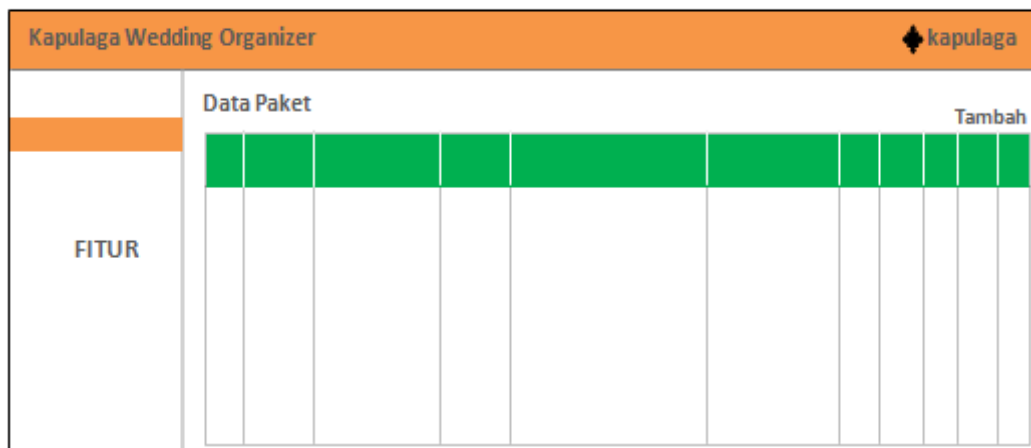 Kapulaga Wedding Organizer
kapulaga
Data Paket
Tambah
FITUR